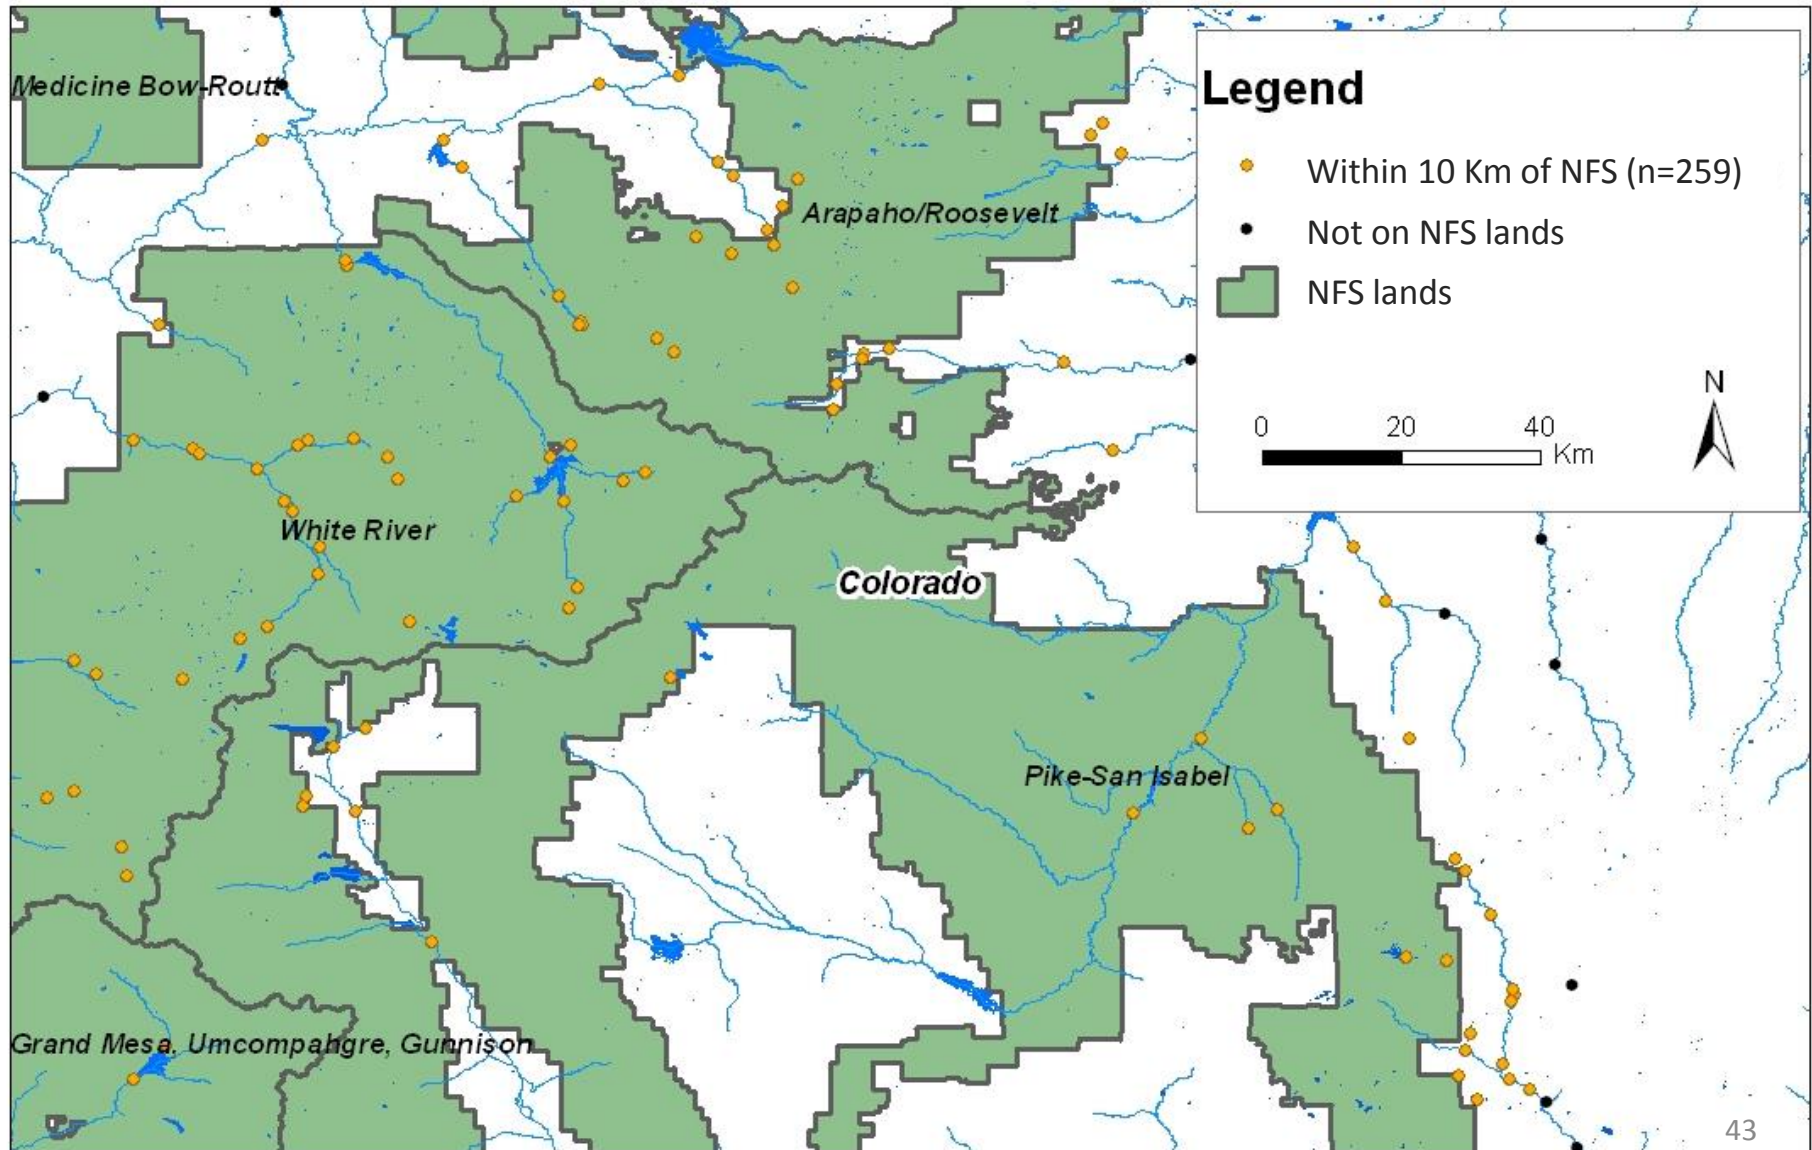 Medicine Bow-Routt
Arapaho/Roosevelt
White River
Colorado
Pike-San Isabel
Grand Mesa, Umcompahgre, Gunnison
Legend
Within 10 Km of NFS (n=259)
Not on NFS lands
NFS lands
N
0 20 40
Km
43